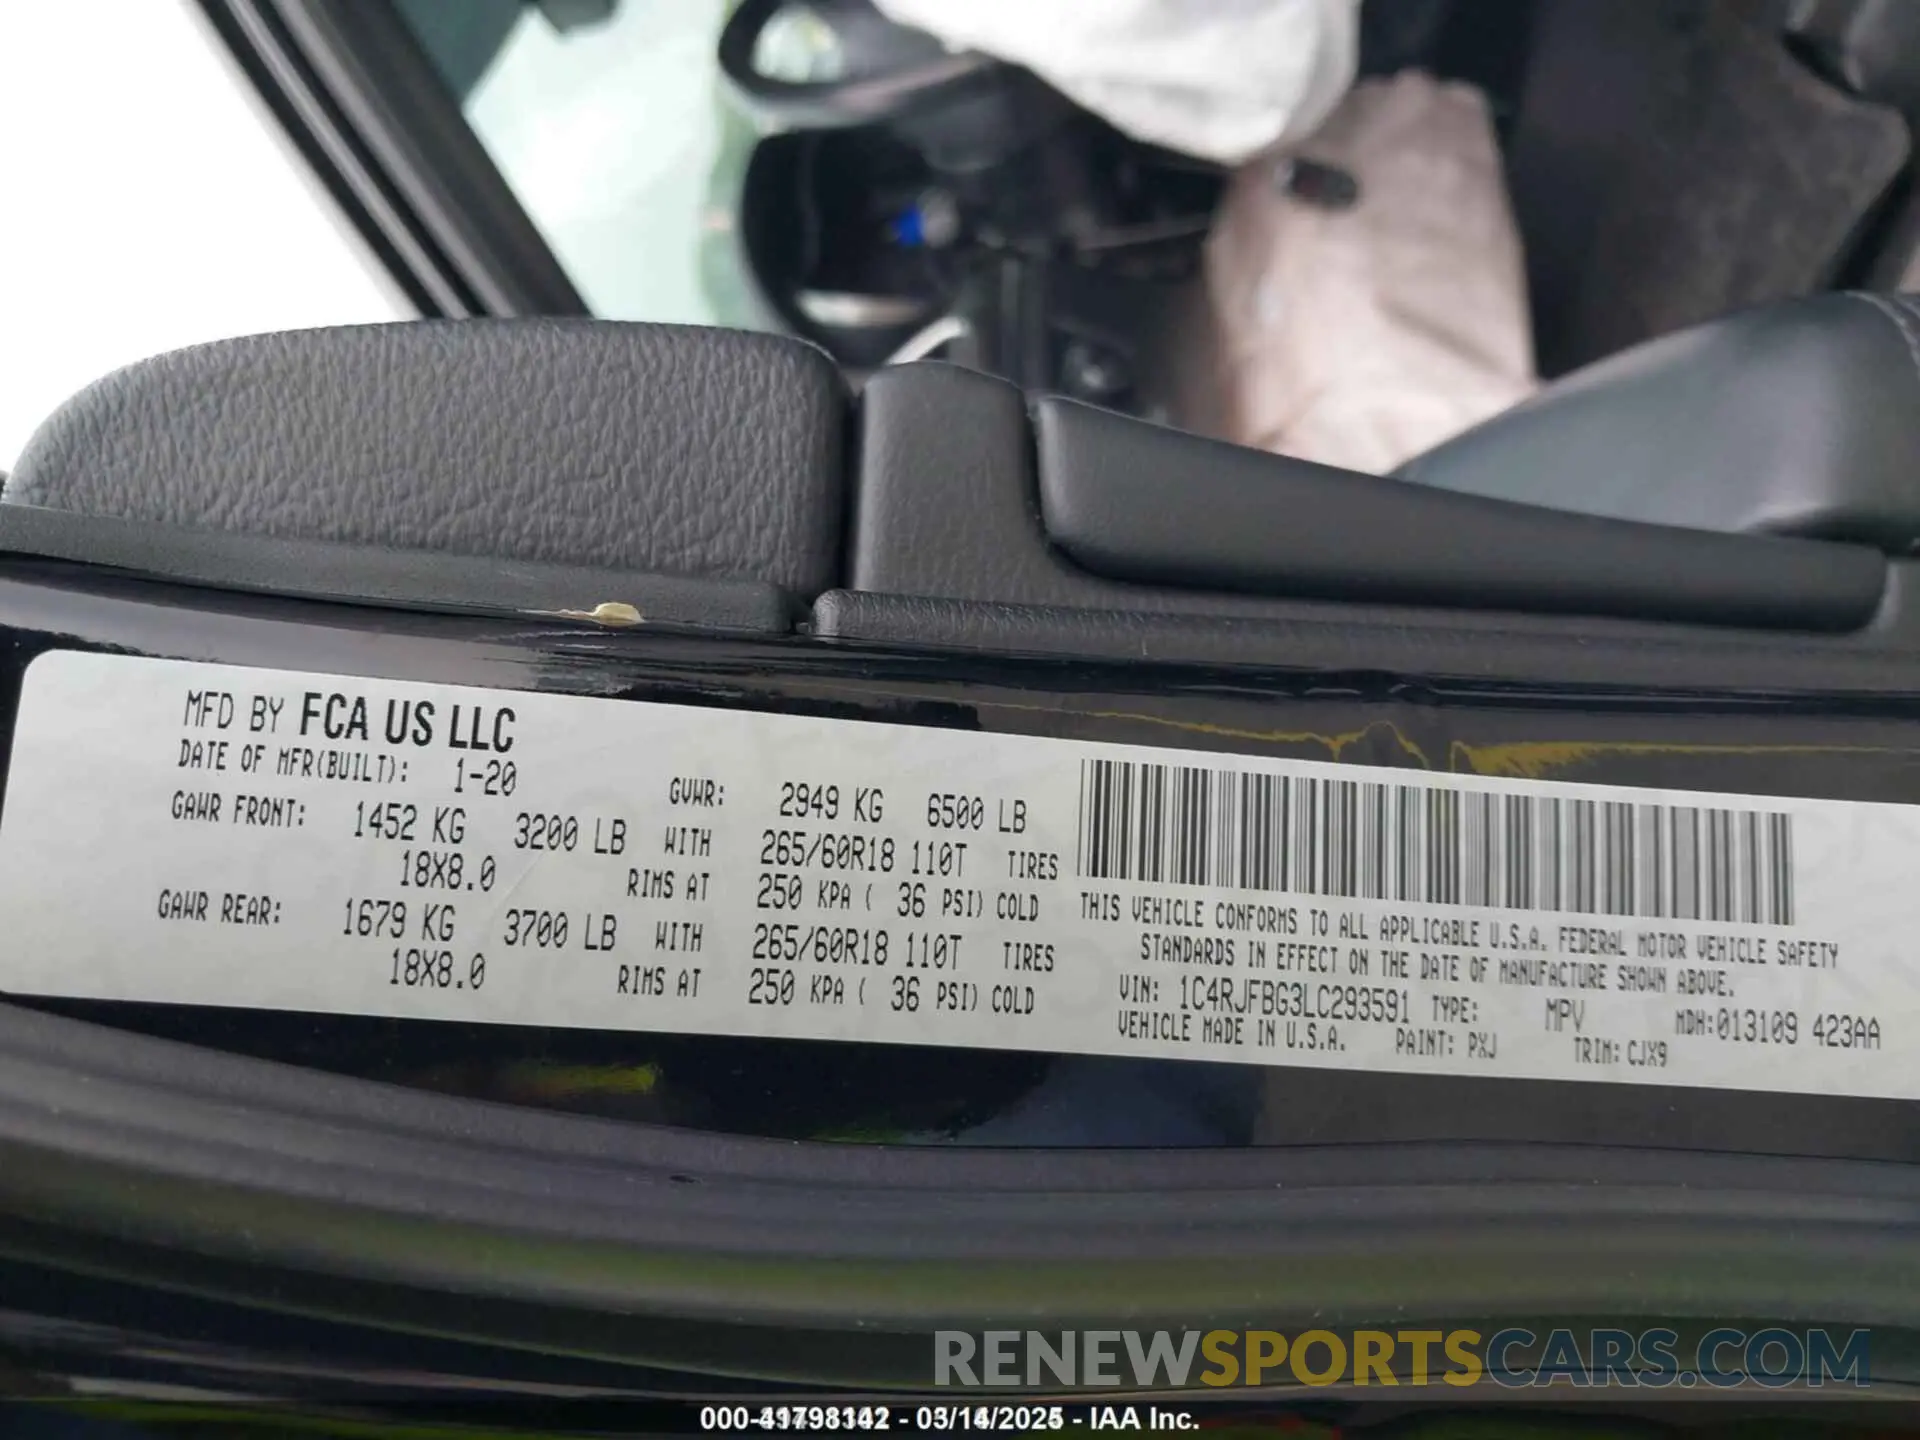 MFD BY FCA US LLC
DATE OF MFR(BUILT): 1-20
GVWR: 2949 KG 6500 LB
GAWR FRONT: 1452 KG 3200 LB WITH 265/60R18 110T TIRES
18X8.0 RIMS AT 250 KPA ( 36 PSI) COLD
GAWR REAR: 1679 KG 3700 LB WITH 265/60R18 110T TIRES
18X8.0 RIMS AT 250 KPA ( 36 PSI) COLD
THIS VEHICLE CONFORMS TO ALL APPLICABLE U.S.A. FEDERAL MOTOR VEHICLE SAFETY
STANDARDS IN EFFECT ON THE DATE OF MANUFACTURE SHOWN ABOVE.
VIN: 1C4RJFBG3LC293591 TYPE: MPV MDH:013109 423AA
VEHICLE MADE IN U.S.A. PAINT: PXJ TRIM: CJX9
RENEWSPORTSCARS.COM
- IAA Inc.